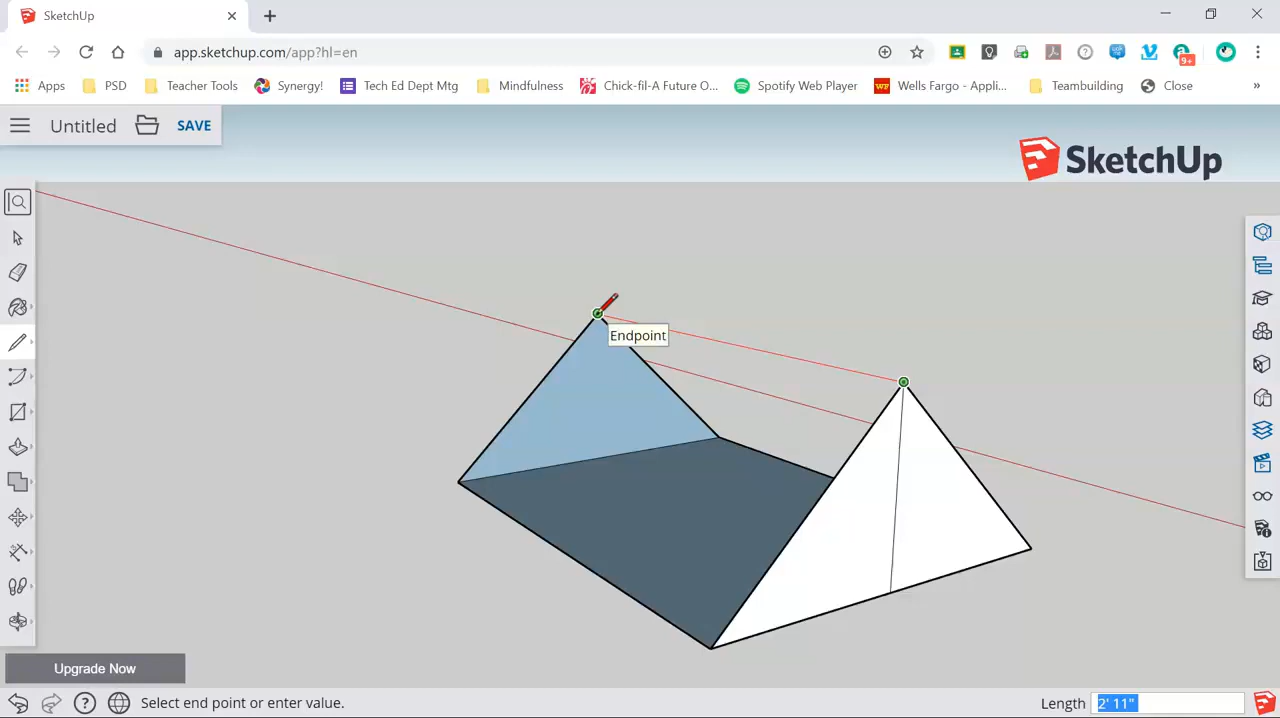 SketchUp
app.sketchup.com/app?hl=en
9+
Apps PSD Teacher Tools Synergy! Tech Ed Dept Mtg Mindfulness Chick-fil-A Future O... Spotify Web Player Wells Fargo - Appli... Teambuilding Close »
Untitled SAVE
SketchUp
Endpoint
Upgrade Now
Select end point or enter value. Length 2' 11"